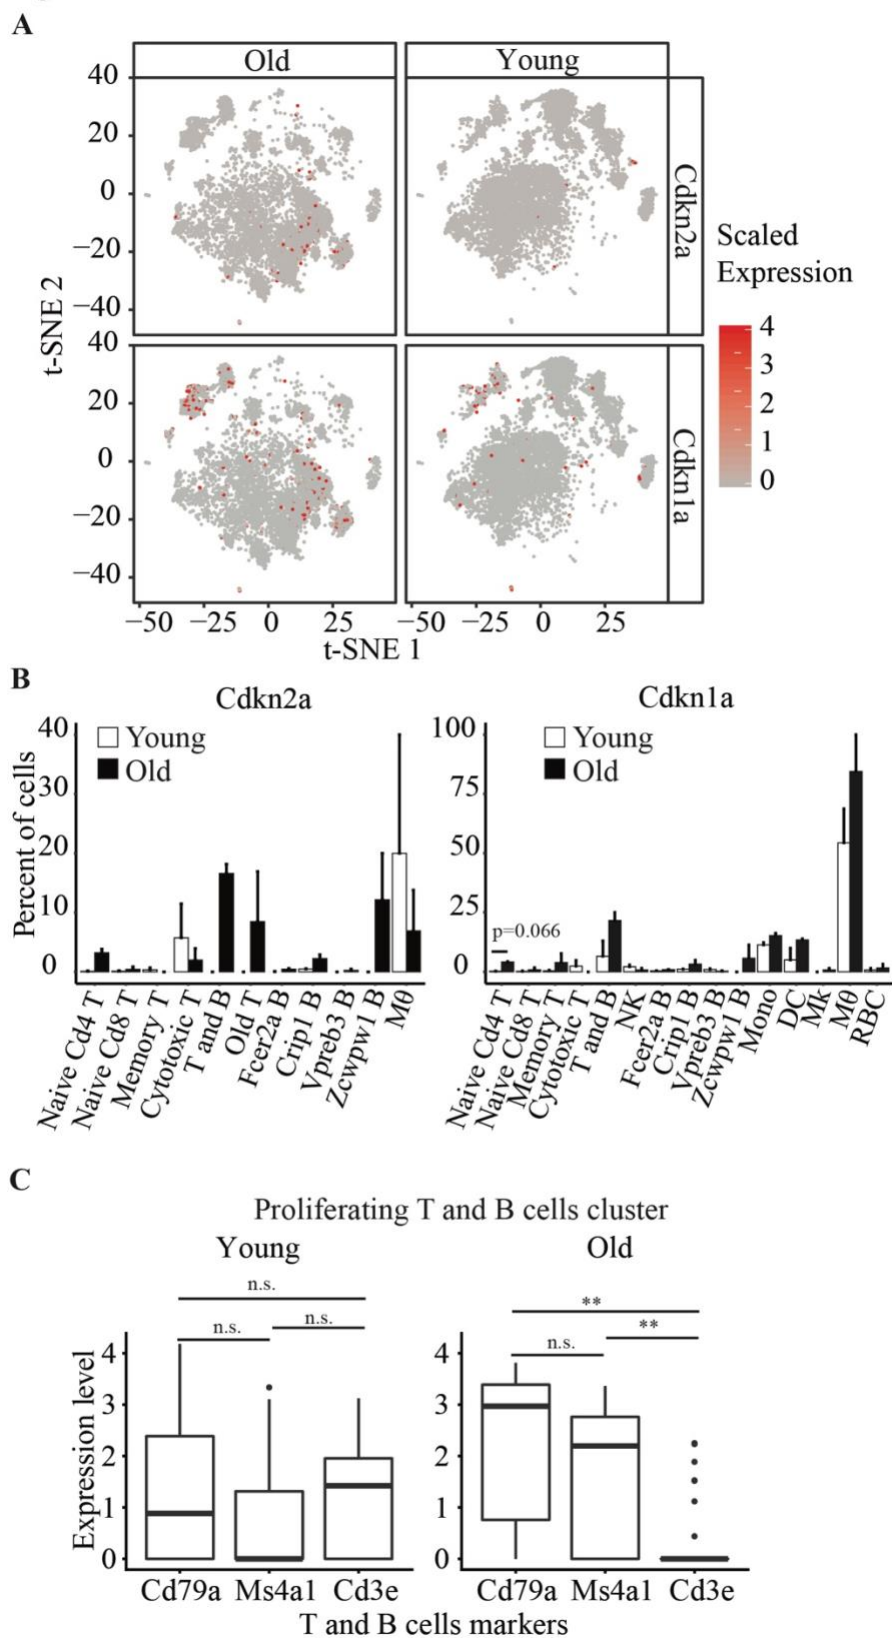 A
Old
Young
40
20
0
−20
−40
Cdkn2a
40
20
0
−20
−40
Cdkn1a
t-SNE 2
−50 −25 0 25
−50 −25 0 25
t-SNE 1
Scaled
Expression
4
3
2
1
0
B
Cdkn2a
Percent of cells
40
30
20
10
0
Young
Old
Naive Cd4 T
Naive Cd8 T
Memory T
Cytotoxic T
T and B
Old T
Fcer2a B
Crip1 B
Vpreb3 B
Zcwpw1 B
Mθ
Cdkn1a
100
75
50
25
0
Young
Old
p=0.066
Naive Cd4 T
Naive Cd8 T
Memory T
Cytotoxic T
T and B
NK
Fcer2a B
Crip1 B
Vpreb3 B
Zcwpw1 B
Mono
DC
Mk
Mθ
RBC
C
Proliferating T and B cells cluster
Young
n.s.
n.s.
n.s.
Expression level
4
3
2
1
0
Cd79a Ms4a1 Cd3e
Old
**
**
n.s.
4
3
2
1
0
Cd79a Ms4a1 Cd3e
T and B cells markers